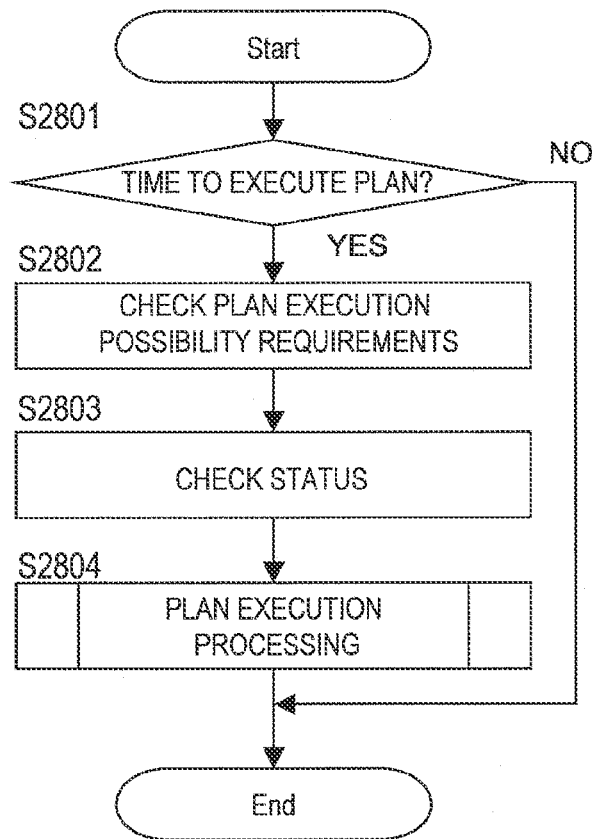 Start
S2801
TIME TO EXECUTE PLAN?
NO
YES
S2802
CHECK PLAN EXECUTION
POSSIBILITY REQUIREMENTS
S2803
CHECK STATUS
S2804
PLAN EXECUTION
PROCESSING
End